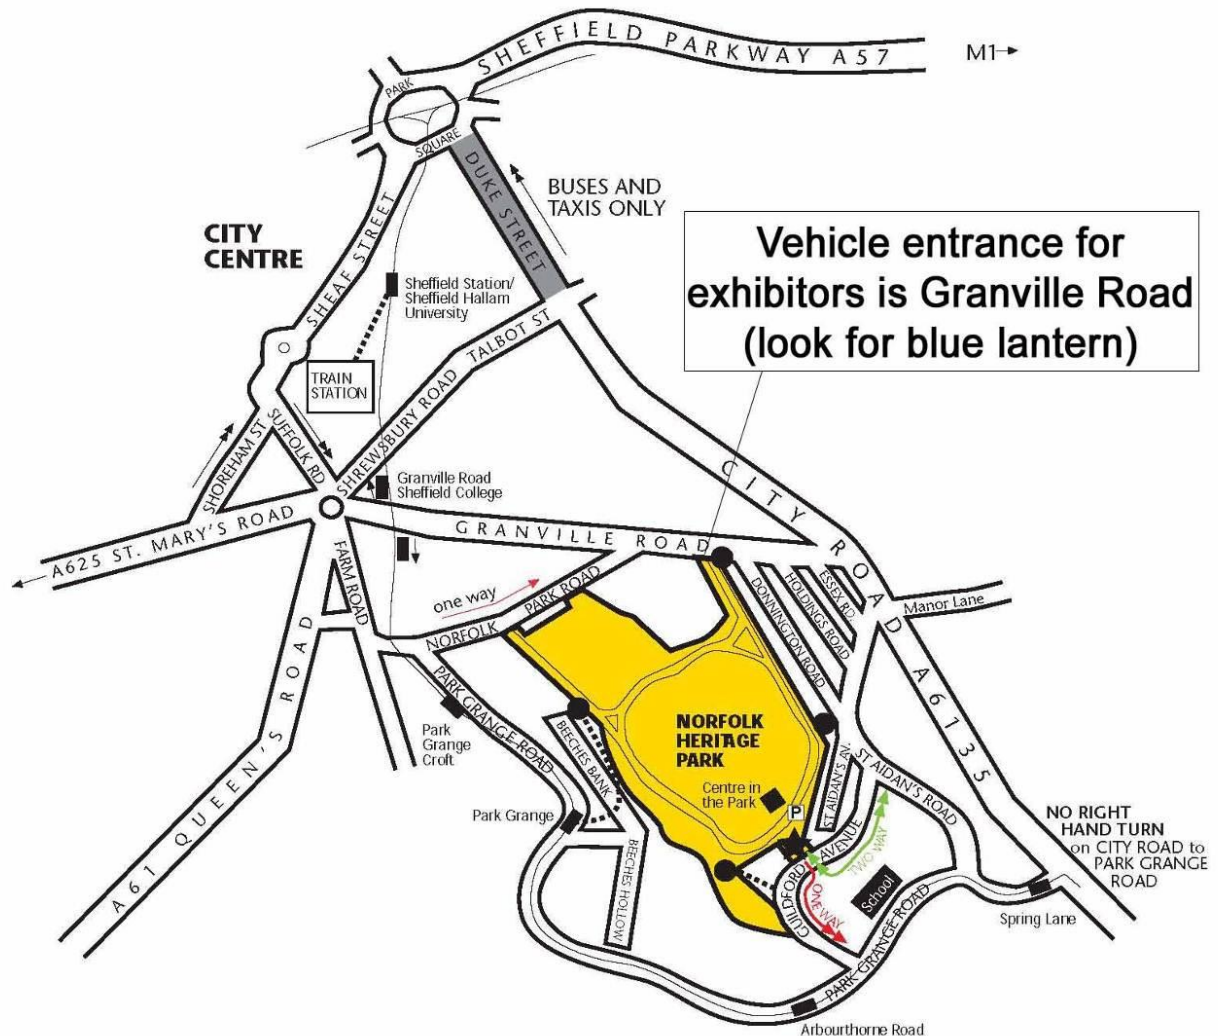 SHEFFIELD PARKWAY A57
M1
PARK
SQUARE
DUKE STREET
BUSES AND
TAXIS ONLY
CITY
CENTRE
SHEAF STREET
Vehicle entrance for
exhibitors is Granville Road
(look for blue lantern)
Sheffield Station/
Sheffield Hallam
University
TALBOT ST
TRAIN
STATION
SHREWSBURY ROAD
SUFFOLK RD
SHOREHAM ST
Granville Road
Sheffield College
CITY ROAD A6135
A625 ST. MARY'S ROAD
GRANVILLE ROAD
FARM ROAD
one way
NORFOLK PARK ROAD
DONNINGTON ROAD
HOLDINGS ROAD
ESSEX RD.
Manor Lane
A61 QUEEN'S ROAD
PARK GRANGE ROAD
Park
Grange
Croft
BEECHES BANK
NORFOLK
HERITAGE
PARK
Centre in
the Park
P
ST AIDAN'S AV.
ST AIDAN'S ROAD
Park Grange
BEECHES HOLLOW
GUILDFORD AVENUE
TWO WAY
ONE WAY
School
NO RIGHT
HAND TURN
on CITY ROAD to
PARK GRANGE
ROAD
PARK GRANGE ROAD
Spring Lane
Arbourthorne Road